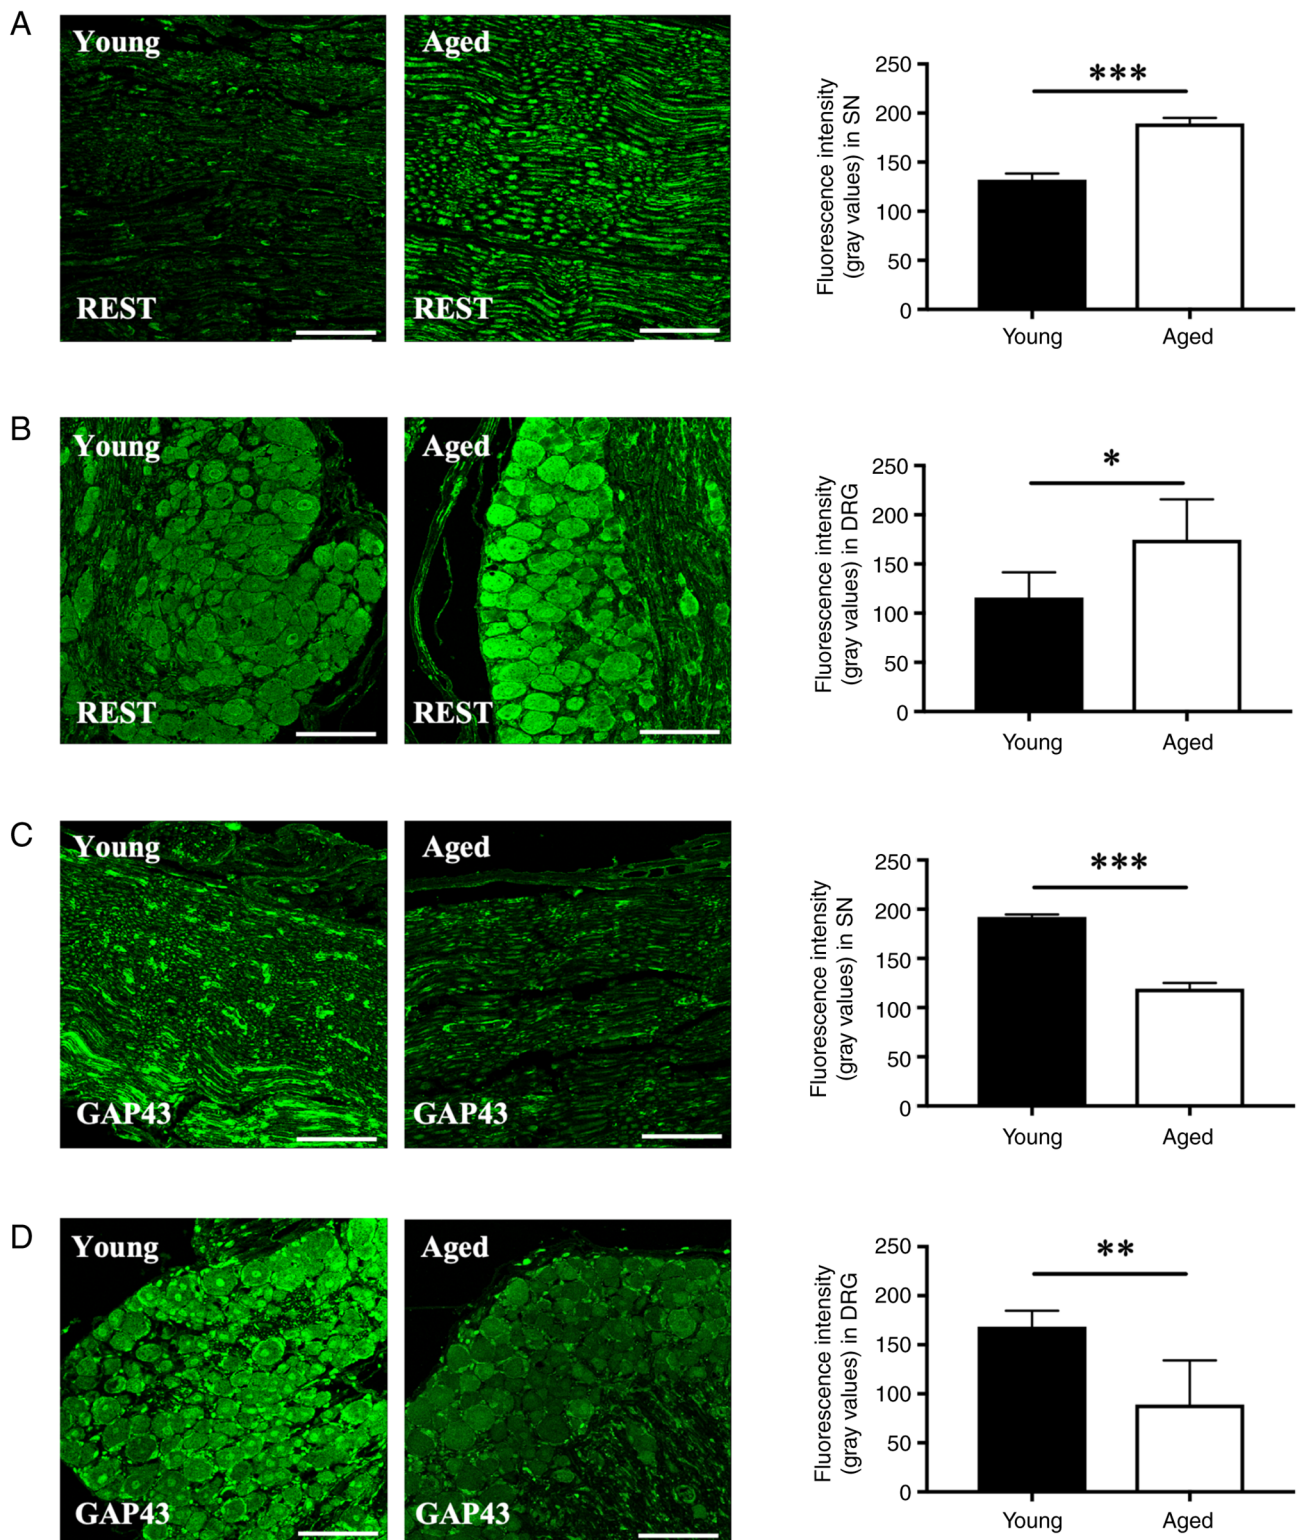 A
Young
REST
Aged
REST
Fluorescence intensity
(gray values) in SN
250
200
150
100
50
0
***
Young
Aged
B
Young
REST
Aged
REST
Fluorescence intensity
(gray values) in DRG
250
200
150
100
50
0
*
Young
Aged
C
Young
GAP43
Aged
GAP43
Fluorescence intensity
(gray values) in SN
250
200
150
100
50
0
***
Young
Aged
D
Young
GAP43
Aged
GAP43
Fluorescence intensity
(gray values) in DRG
250
200
150
100
50
0
**
Young
Aged